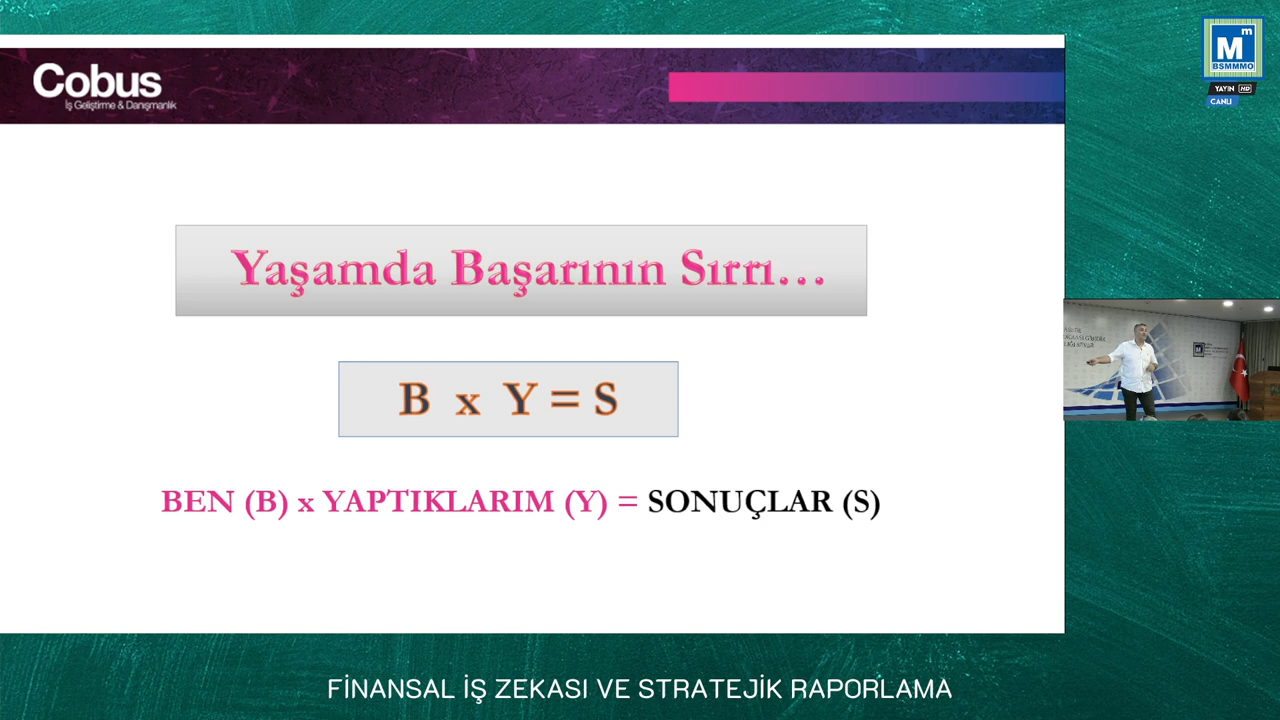 Cobus
İş Geliştirme & Danışmanlık
Mm
BSMMMO
YAYIN HD
CANLI
Yaşamda Başarının Sırrı…
B x Y = S
BEN (B) x YAPTIKLARIM (Y) = SONUÇLAR (S)
FİNANSAL İŞ ZEKASI VE STRATEJİK RAPORLAMA